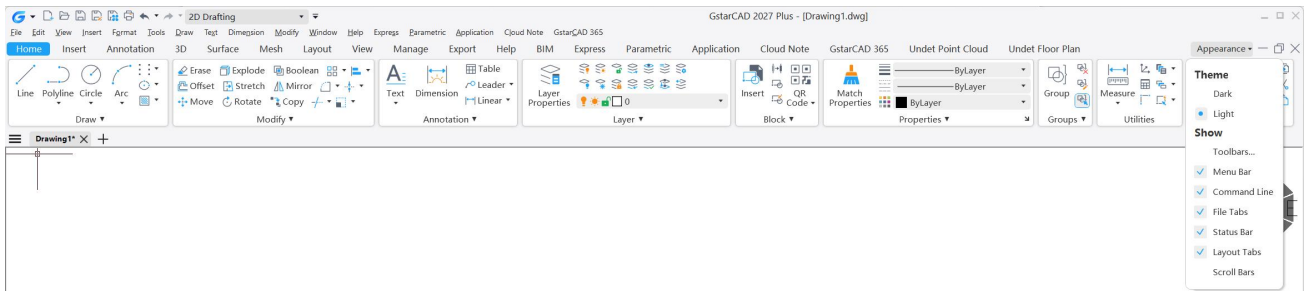 2D Drafting
GstarCAD 2027 Plus - [Drawing1.dwg]
File Edit View Insert Format Tools Draw Text Dimension Modify Window Help Express Parametric Application Cloud Note GstarCAD 365
Home Insert Annotation 3D Surface Mesh Layout View Manage Export Help BIM Express Parametric Application Cloud Note GstarCAD 365 Undet Point Cloud Undet Floor Plan Appearance
Erase Explode Boolean Table ByLayer Theme
Line Polyline Circle Arc Offset Stretch Mirror Text Dimension Leader Layer Properties Insert QR Code Match Properties ByLayer Group Measure Dark
Move Rotate Copy Linear 0 ByLayer Light
Draw Modify Annotation Layer Block Properties Groups Utilities
Show
Drawing1*
Toolbars...
Menu Bar
Command Line
File Tabs
Status Bar
Layout Tabs
Scroll Bars
E